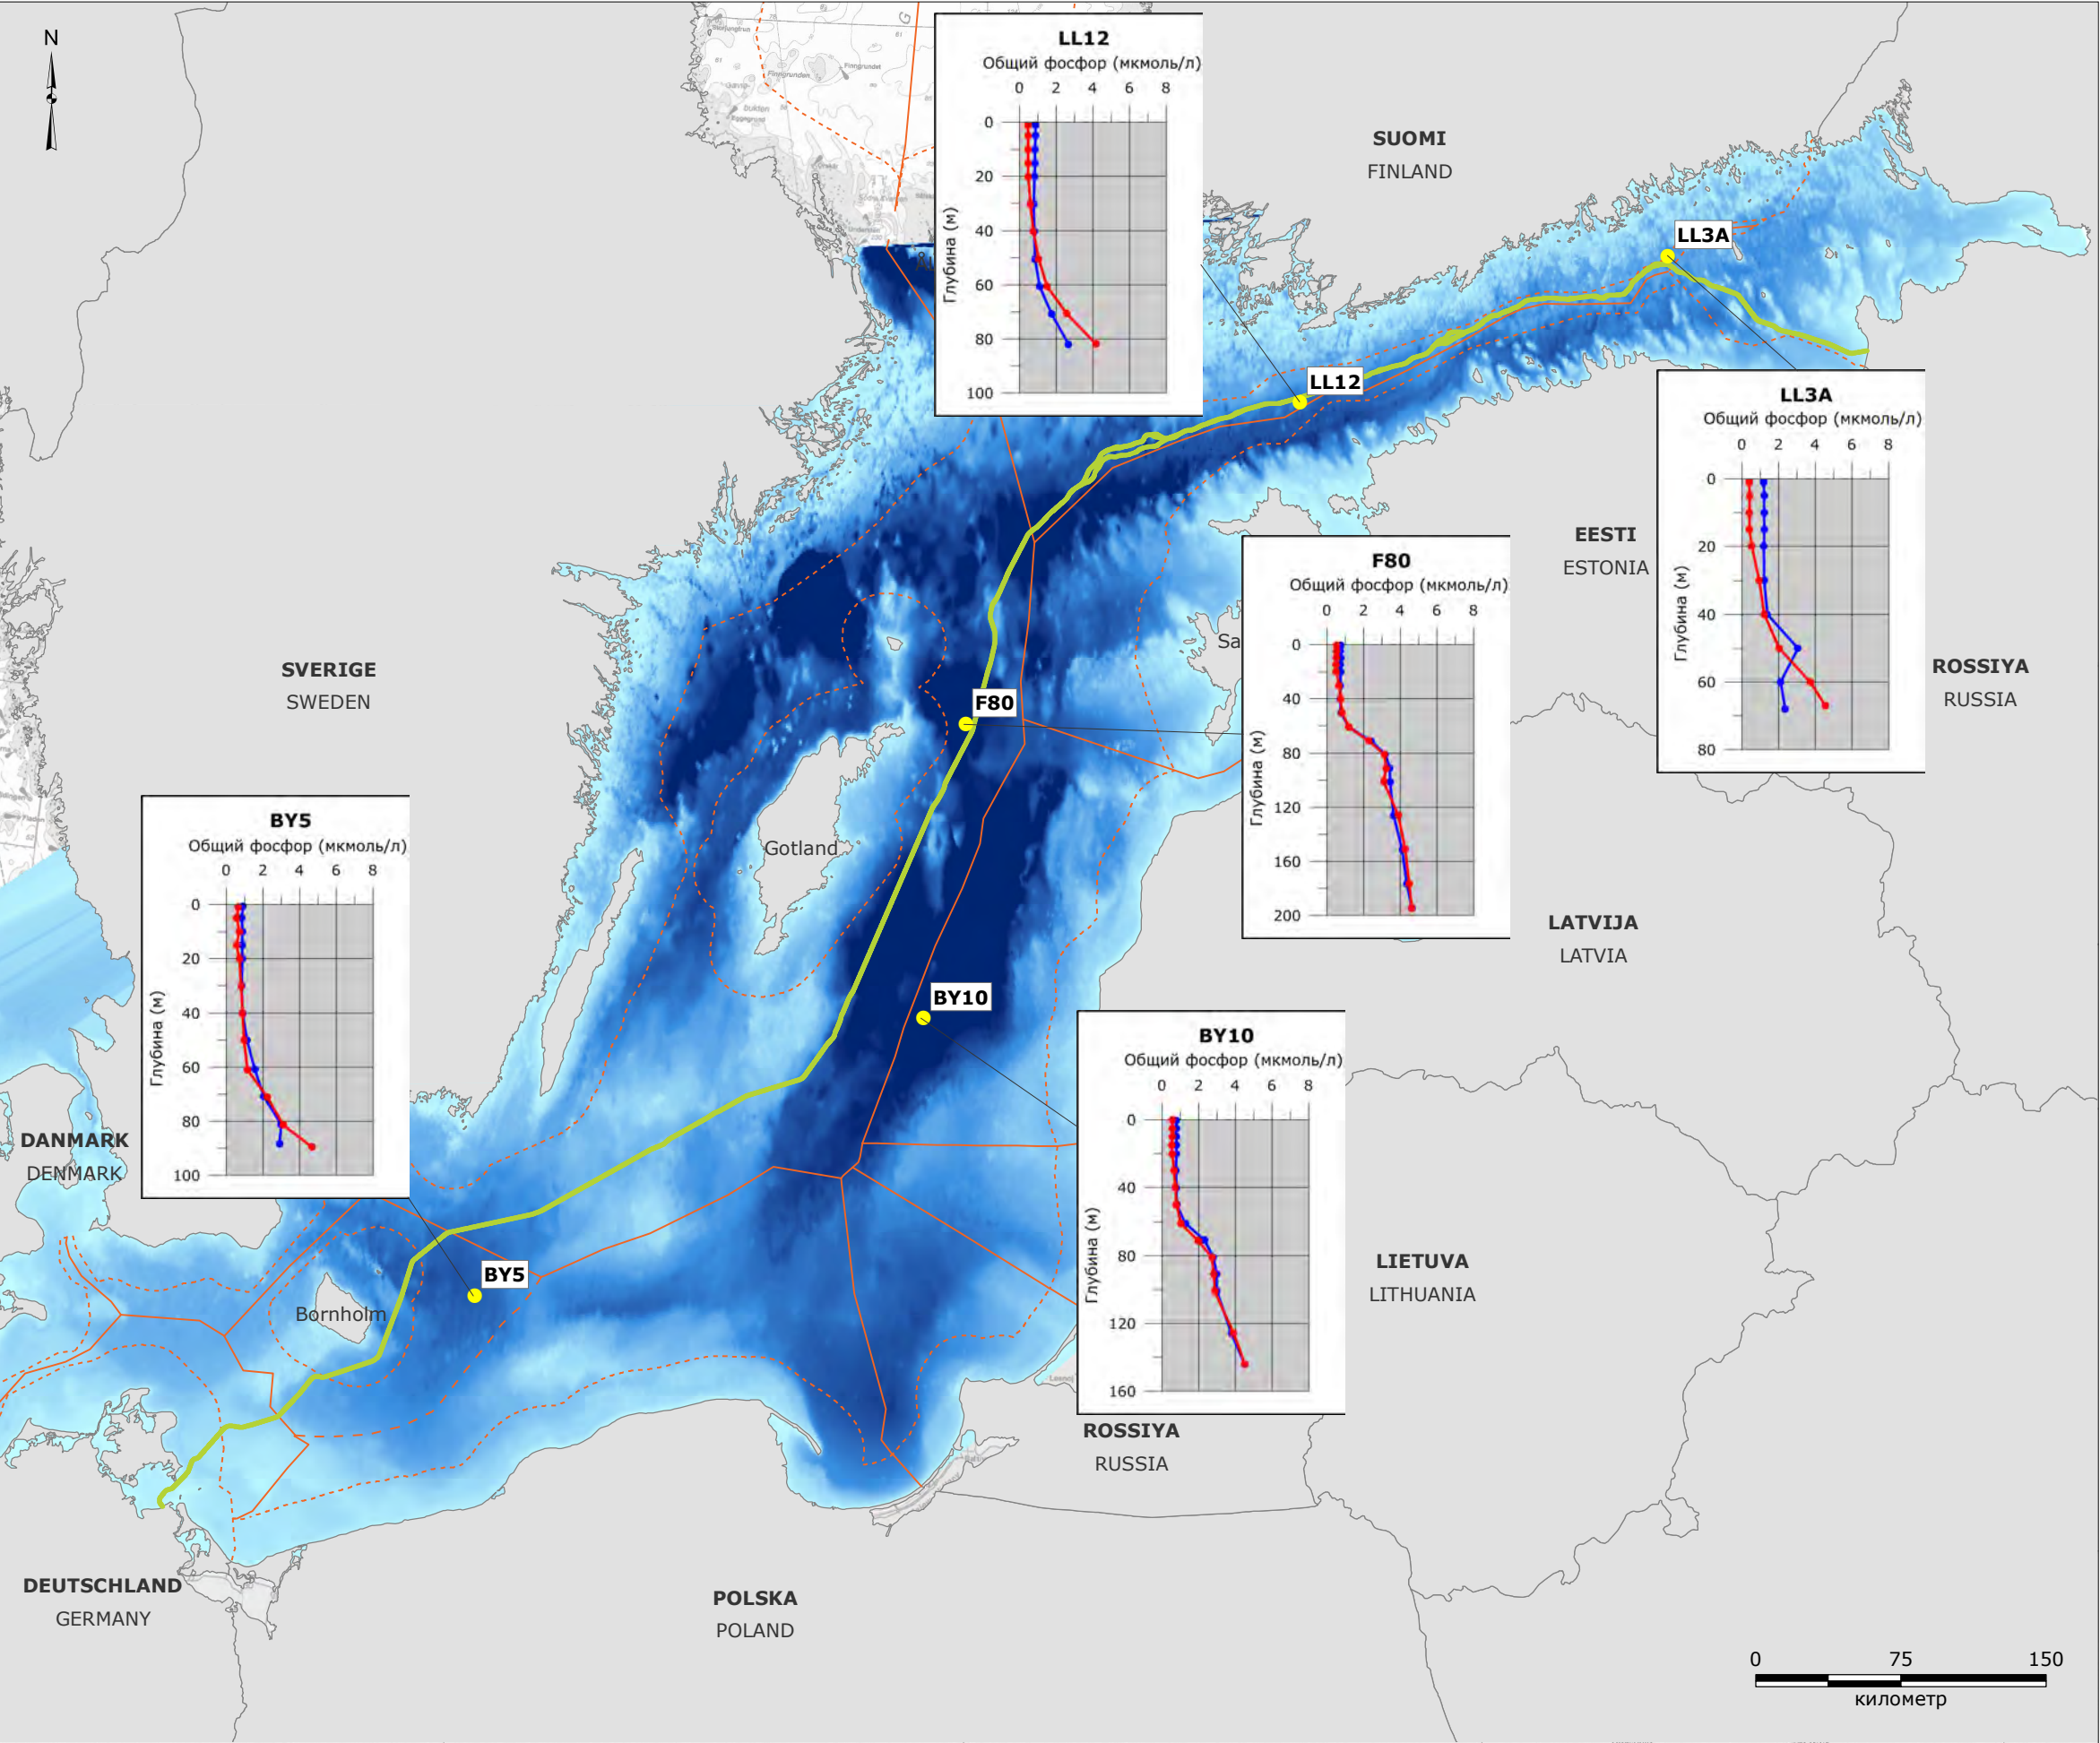 N
LL12
Общий фосфор (мкмоль/л)
0 2 4 6 8
0
20
40
60
80
100
Глубина (м)
SUOMI
FINLAND
LL3A
LL12
LL3A
Общий фосфор (мкмоль/л)
0 2 4 6 8
0
20
40
60
80
Глубина (м)
EESTI
ESTONIA
F80
Общий фосфор (мкмоль/л)
0 2 4 6 8
0
40
80
120
160
200
Глубина (м)
ROSSIYA
RUSSIA
SVERIGE
SWEDEN
F80
Gotland
BY5
Общий фосфор (мкмоль/л)
0 2 4 6 8
0
20
40
60
80
100
Глубина (м)
LATVIJA
LATVIA
BY10
BY10
Общий фосфор (мкмоль/л)
0 2 4 6 8
0
40
80
120
160
Глубина (м)
DANMARK
DENMARK
BY5
Bornholm
LIETUVA
LITHUANIA
ROSSIYA
RUSSIA
DEUTSCHLAND
GERMANY
POLSKA
POLAND
0 75 150
километр